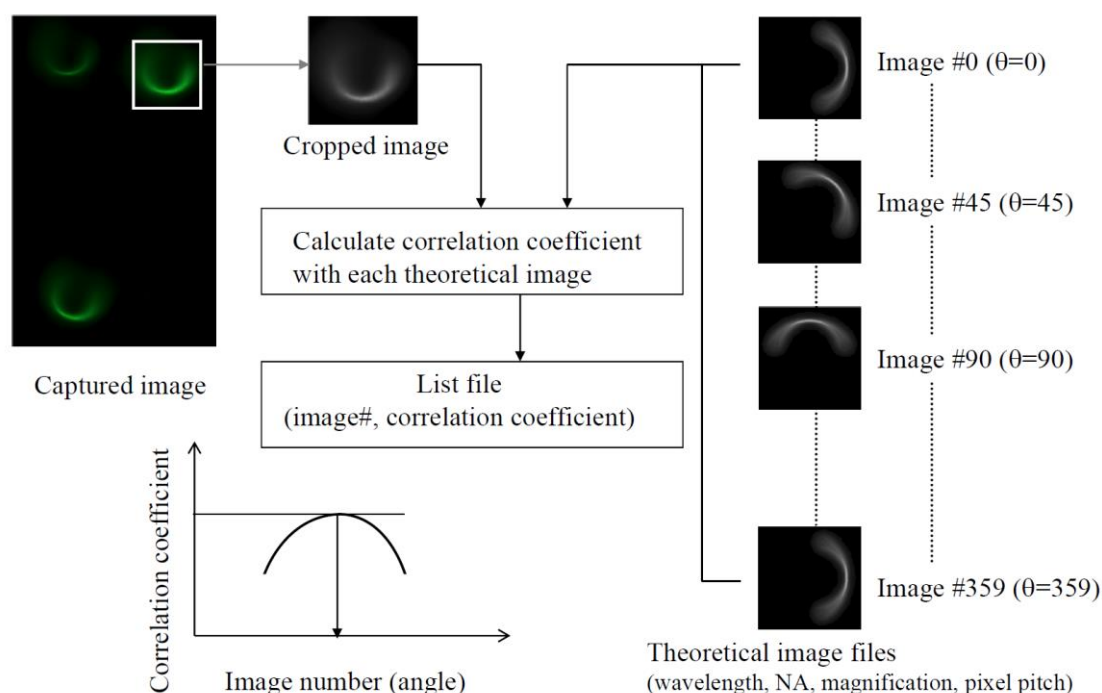 Captured image
Cropped image
Calculate correlation coefficient
with each theoretical image
List file
(image#, correlation coefficient)
Correlation coefficient
Image number (angle)
Image #0 (θ=0)
Image #45 (θ=45)
Image #90 (θ=90)
Image #359 (θ=359)
Theoretical image files
(wavelength, NA, magnification, pixel pitch)